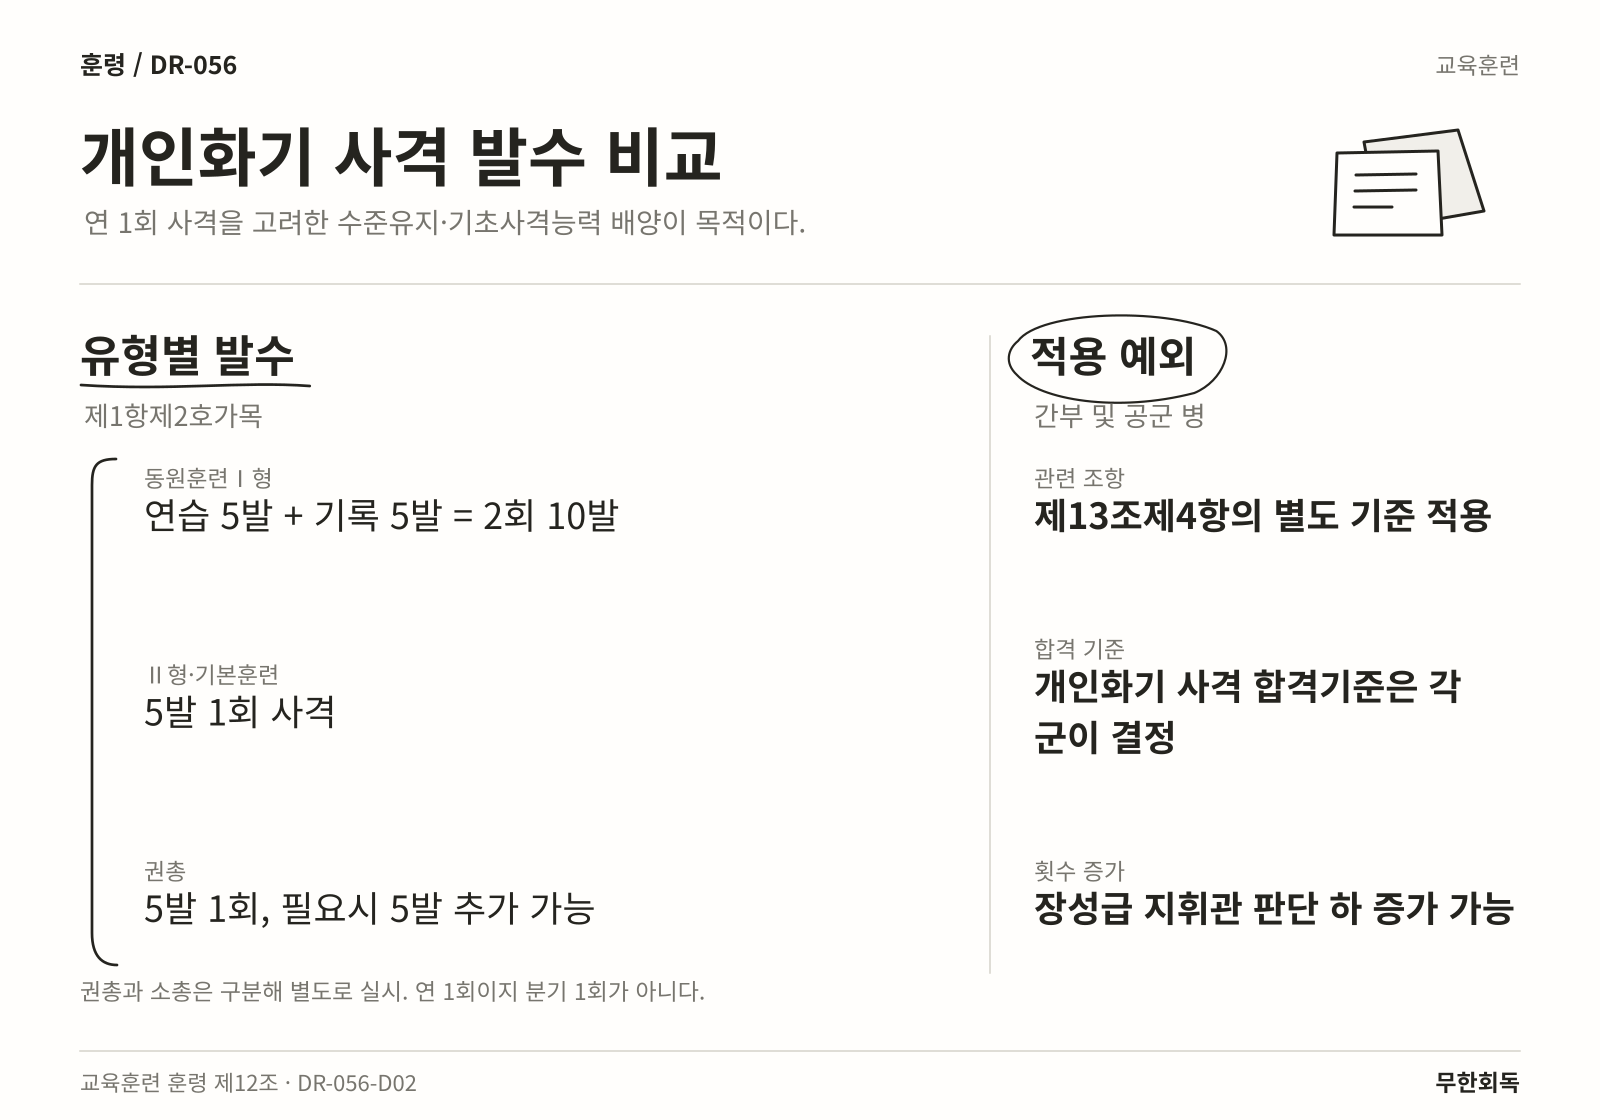 훈령 / DR-056
교육훈련
개인화기 사격 발수 비교
연 1회 사격을 고려한 수준유지·기초사격능력 배양이 목적이다.
유형별 발수
제1항제2호가목
동원훈련Ⅰ형
연습 5발 + 기록 5발 = 2회 10발
Ⅱ형·기본훈련
5발 1회 사격
권총
5발 1회, 필요시 5발 추가 가능
권총과 소총은 구분해 별도로 실시. 연 1회이지 분기 1회가 아니다.
적용 예외
간부 및 공군 병
관련 조항
제13조제4항의 별도 기준 적용
합격 기준
개인화기 사격 합격기준은 각
군이 결정
횟수 증가
장성급 지휘관 판단 하 증가 가능
교육훈련 훈령 제12조 · DR-056-D02
무한회독